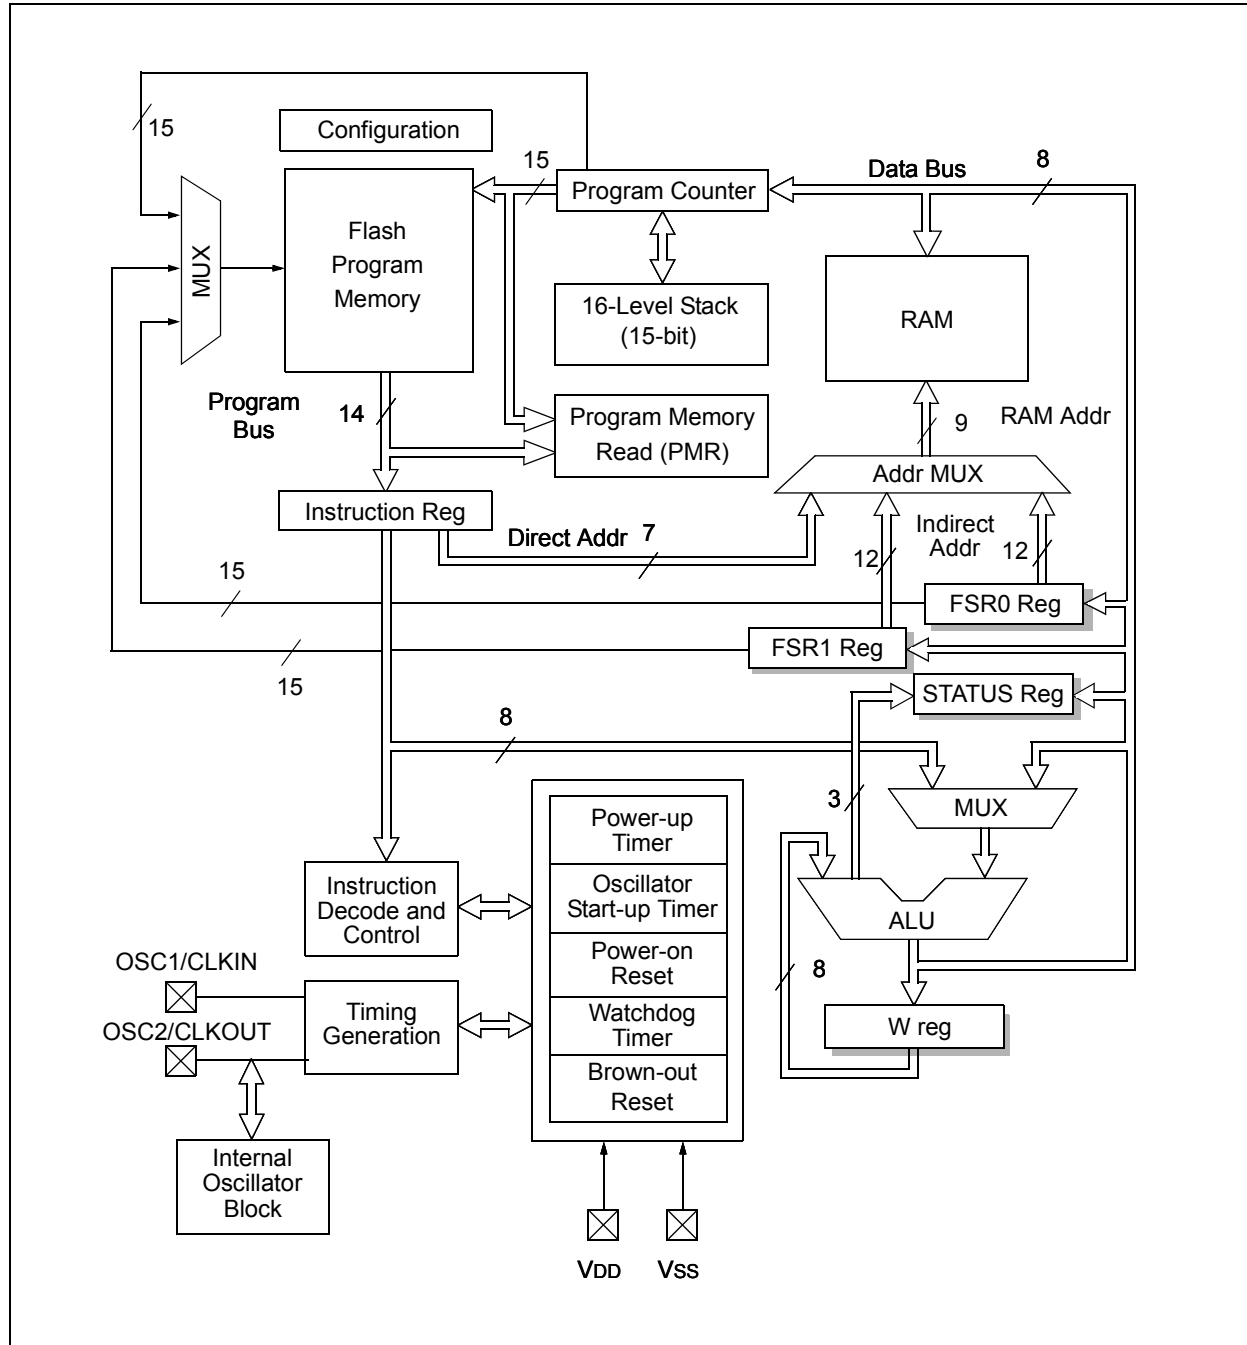 15
Configuration
15
Program Counter
Data Bus
8
Flash
Program
Memory
MUX
16-Level Stack
(15-bit)
RAM
Program
Bus
14
Program Memory
Read (PMR)
9
RAM Addr
Addr MUX
Instruction Reg
Direct Addr
7
Indirect
Addr
12
12
15
FSR0 Reg
FSR1 Reg
15
STATUS Reg
8
3
MUX
Power-up
Timer
Oscillator
Start-up Timer
Power-on
Reset
Watchdog
Timer
Brown-out
Reset
Instruction
Decode and
Control
ALU
8
OSC1/CLKIN
OSC2/CLKOUT
Timing
Generation
W reg
Internal
Oscillator
Block
VDD
VSS